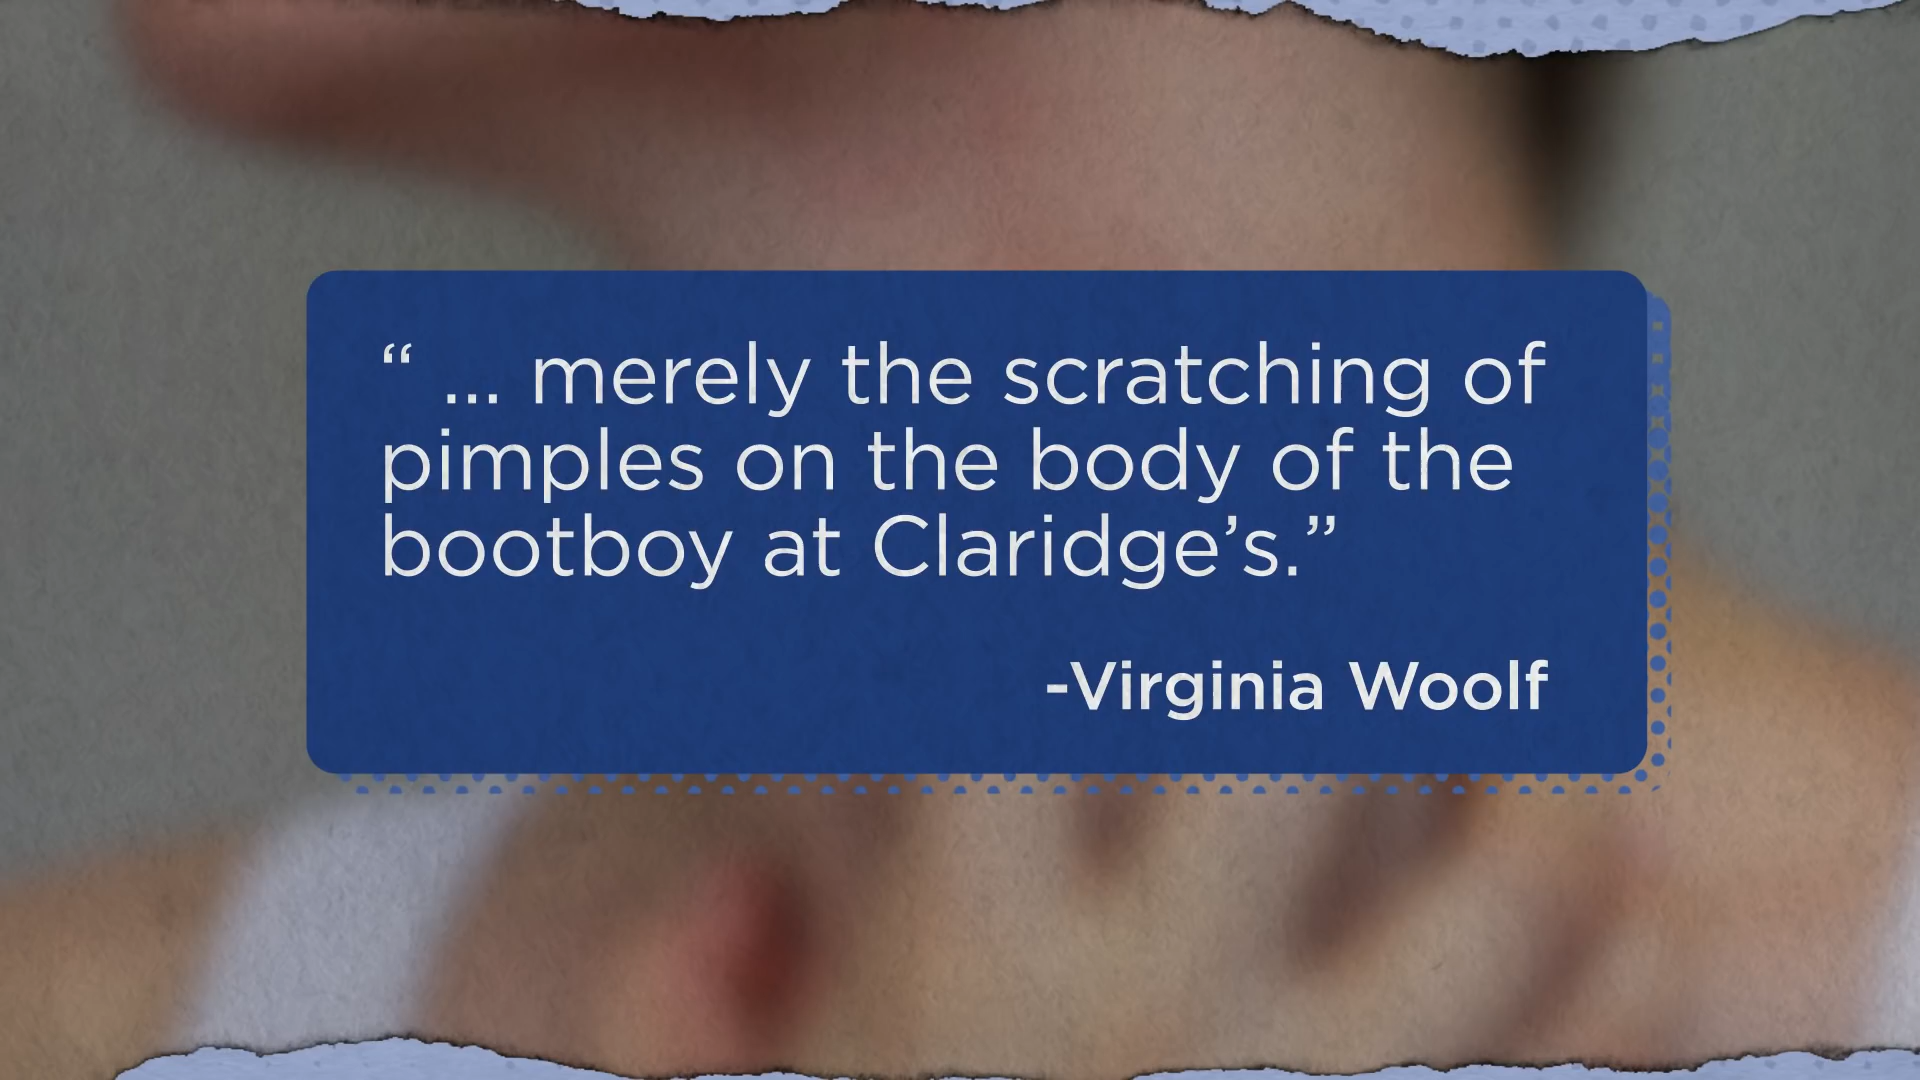 “ ... merely the scratching of
pimples on the body of the
bootboy at Claridge’s.”
-Virginia Woolf